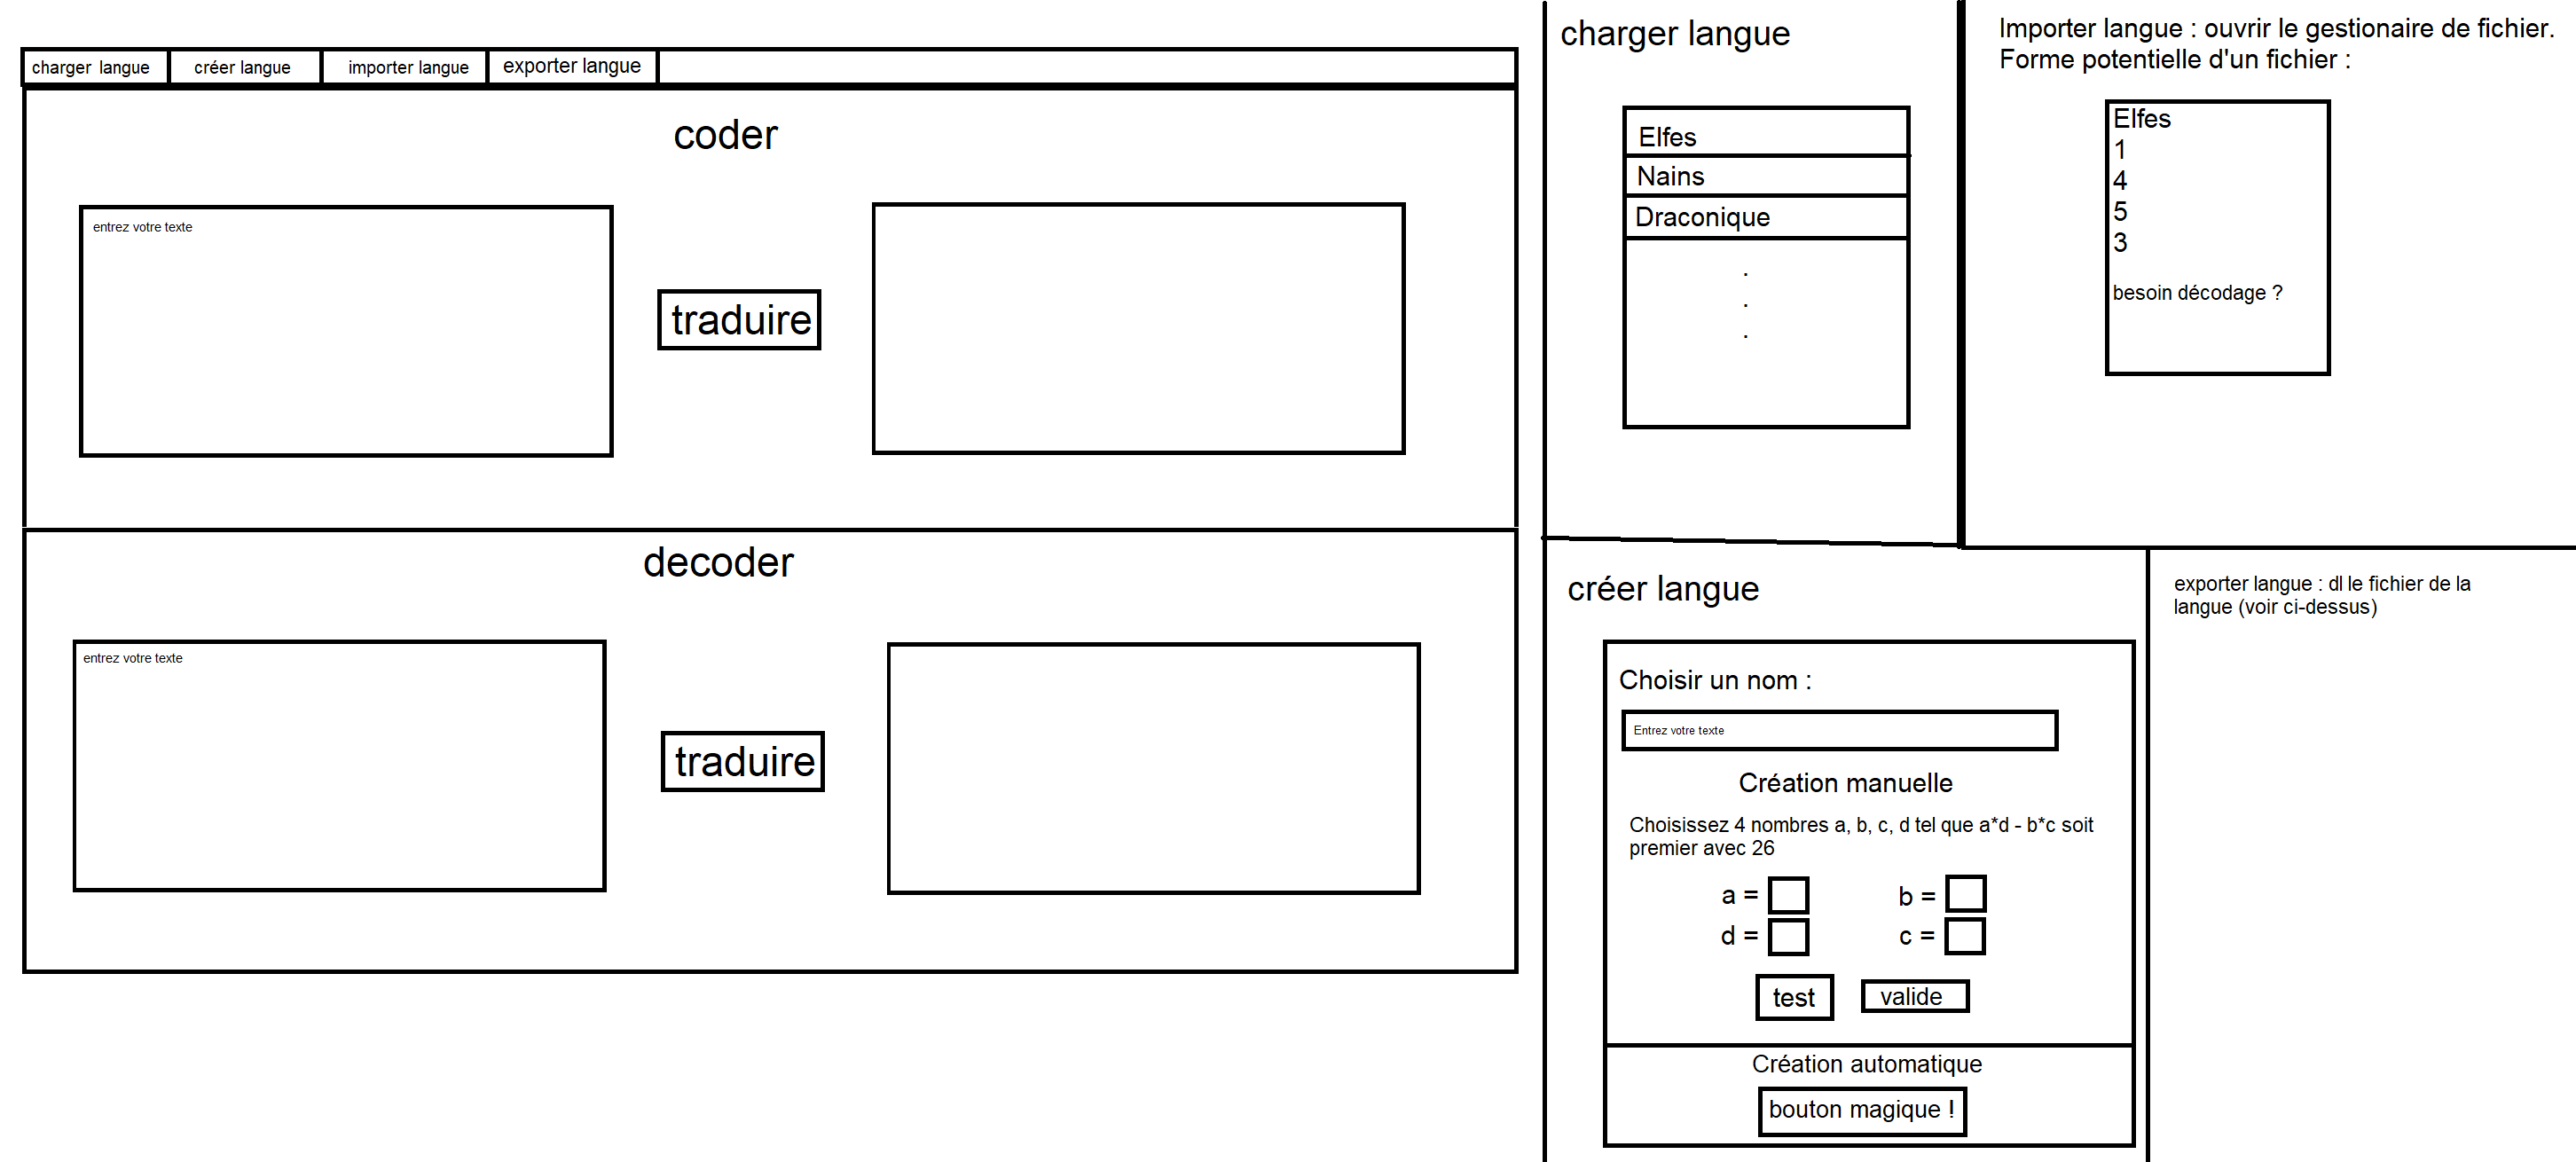 charger langue
créer langue
importer langue
exporter langue
coder
entrez votre texte
traduire
decoder
entrez votre texte
traduire
charger langue
Elfes
Nains
Draconique
.
.
.
Importer langue : ouvrir le gestionaire de fichier.
Forme potentielle d'un fichier :
Elfes
1
4
5
3
besoin décodage ?
créer langue
Choisir un nom :
Entrez votre texte
Création manuelle
Choisissez 4 nombres a, b, c, d tel que a*d - b*c soit
premier avec 26
a =
b =
d =
c =
test
valide
Création automatique
bouton magique !
exporter langue : dl le fichier de la
langue (voir ci-dessus)